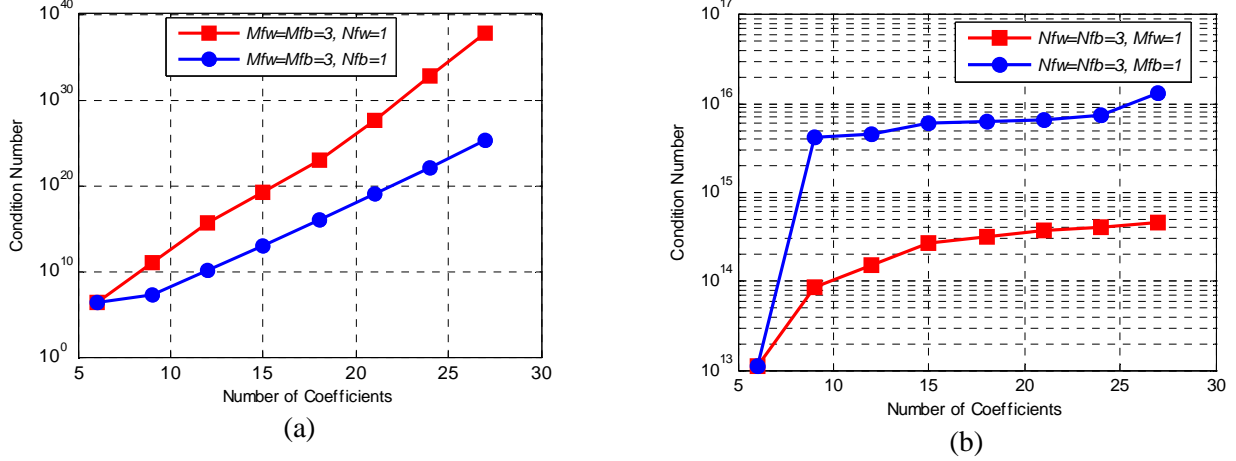 10^40
10^30
10^20
10^10
10^0
Condition Number
Mfw=Mfb=3, Nfw=1
Mfw=Mfb=3, Nfb=1
5 10 15 20 25 30
Number of Coefficients
(a)
10^17
10^16
10^15
10^14
10^13
Condition Number
Nfw=Nfb=3, Mfw=1
Nfw=Nfb=3, Mfb=1
5 10 15 20 25 30
Number of Coefficients
(b)